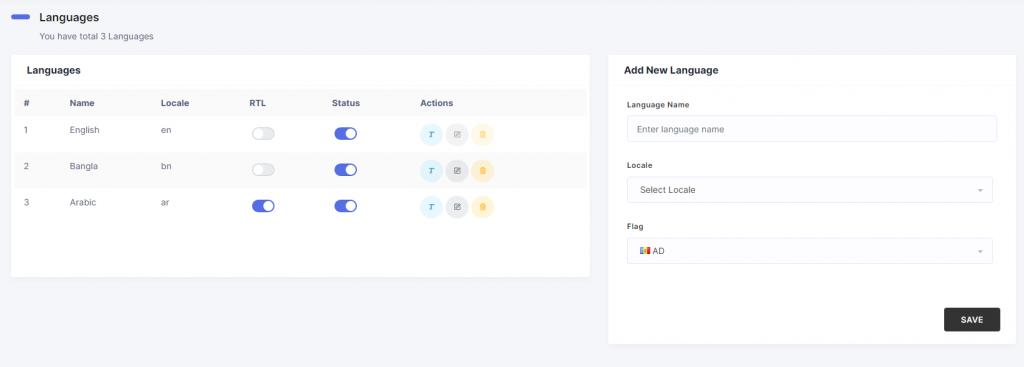 Languages
You have total 3 Languages
Languages
# Name Locale RTL Status Actions
1 English en
2 Bangla bn
3 Arabic ar
Add New Language
Language Name
Enter language name
Locale
Select Locale
Flag
AD
SAVE